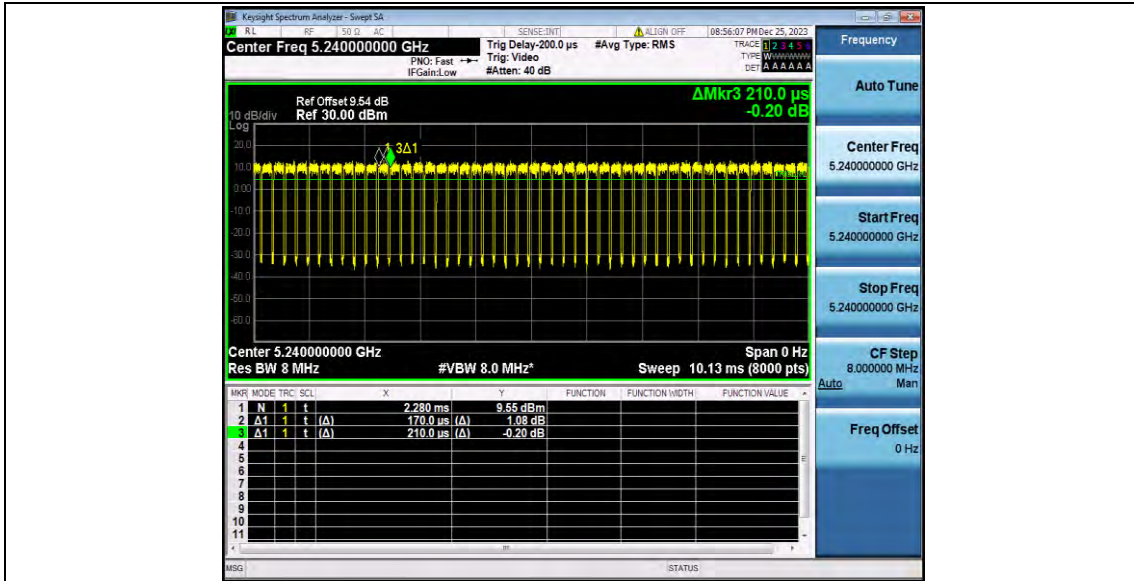 Keysight Spectrum Analyzer - Swept SA
RL RF 50 Ω AC SENSE:INT ALIGN OFF 08:56:07 PM Dec 25, 2023
Center Freq 5.240000000 GHz
Trig Delay-200.0 µs #Avg Type: RMS
TRACE 1 2 3 4 5 6
PNO: Fast Trig: Video
TYPE W
IFGain:Low #Atten: 40 dB
DET A A A A A A
Frequency
Auto Tune
Center Freq
5.240000000 GHz
Start Freq
5.240000000 GHz
Stop Freq
5.240000000 GHz
CF Step
8.000000 MHz
Auto Man
Freq Offset
0 Hz
ΔMkr3 210.0 µs
-0.20 dB
Ref Offset 9.54 dB
10 dB/div Ref 30.00 dBm
Log
20.0
10.0
0.00
-10.0
-20.0
-30.0
-40.0
-50.0
-60.0
3Δ1
Center 5.240000000 GHz Span 0 Hz
Res BW 8 MHz #VBW 8.0 MHz* Sweep 10.13 ms (8000 pts)
MKR MODE TRC SCL X Y FUNCTION FUNCTION WIDTH FUNCTION VALUE
1 N 1 t 2.280 ms 9.55 dBm
2 Δ1 1 t (Δ) 170.0 µs (Δ) 1.08 dB
3 Δ1 1 t (Δ) 210.0 µs (Δ) -0.20 dB
4
5
6
7
8
9
10
11
MSG STATUS